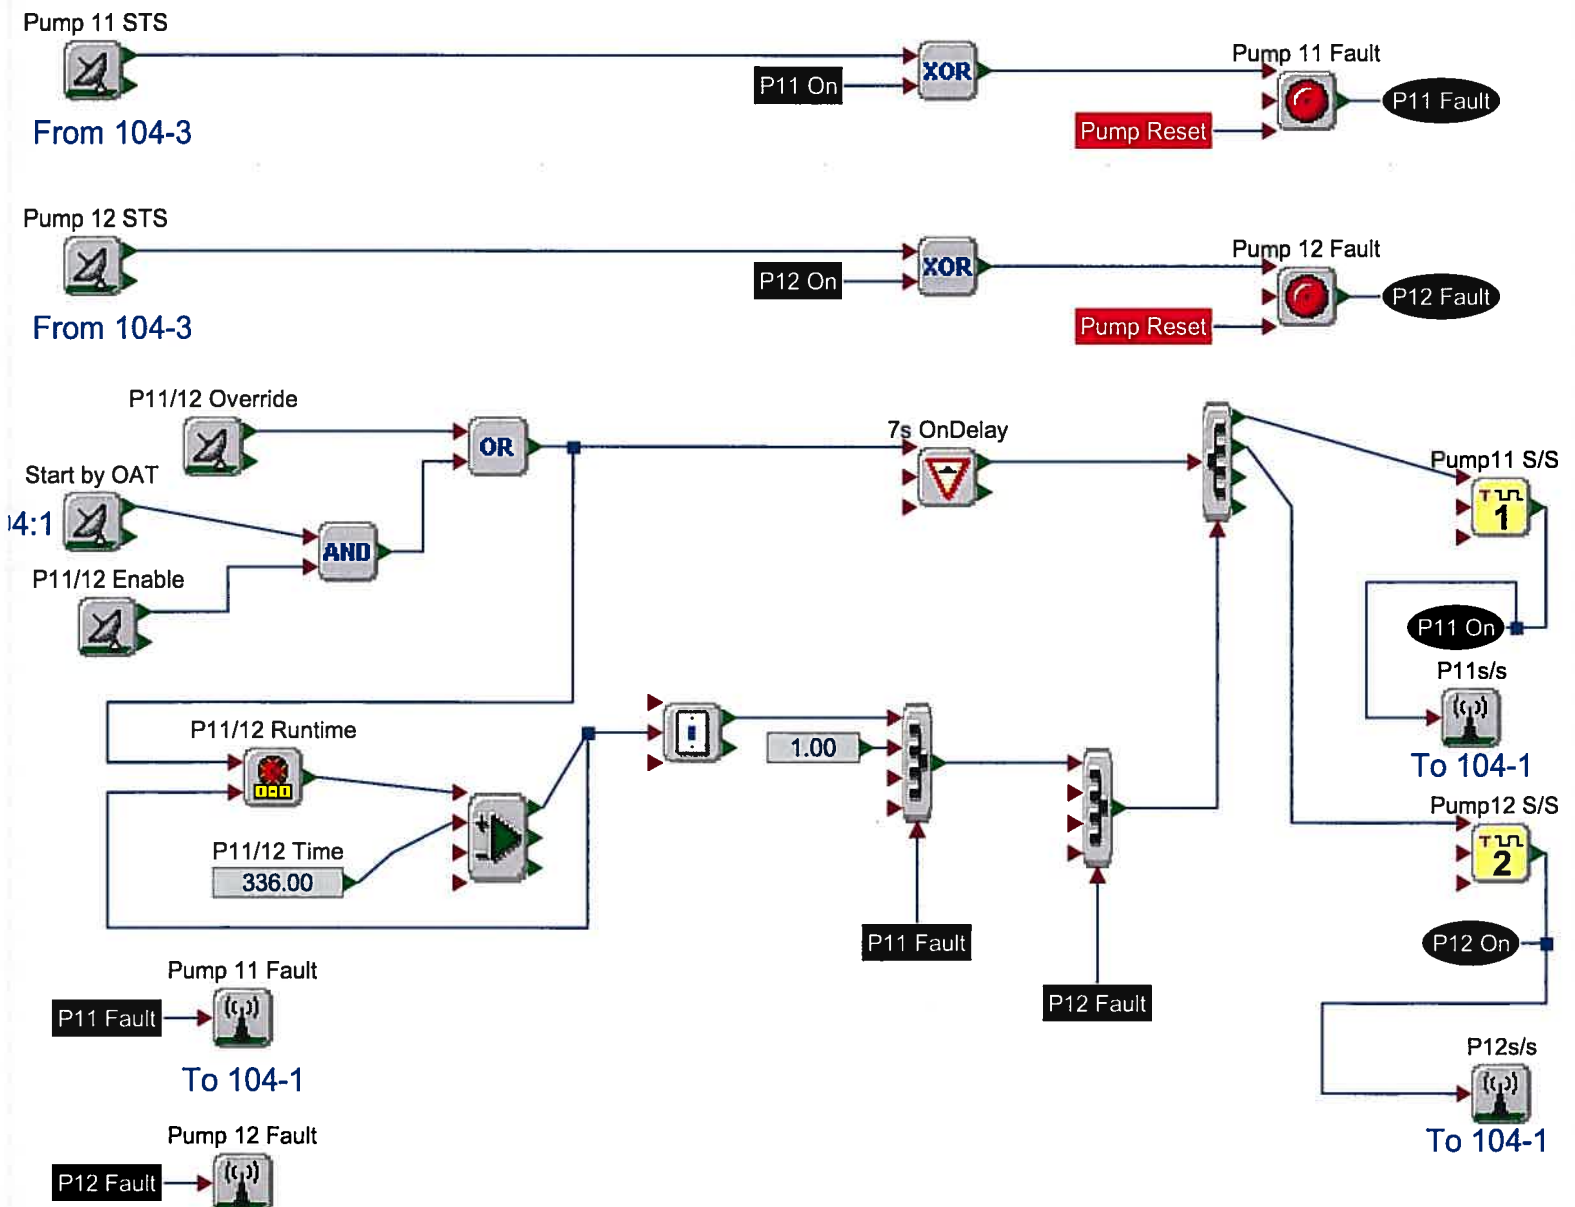 Pump 11 STS
Pump 11 Fault
XOR
P11 On
P11 Fault
Pump Reset
From 104-3
Pump 12 STS
Pump 12 Fault
XOR
P12 On
P12 Fault
Pump Reset
From 104-3
P11/12 Override
OR
7s OnDelay
Start by OAT
Pump11 S/S
1
4:1
AND
P11/12 Enable
P11 On
P11s/s
To 104-1
P11/12 Runtime
1.00
Pump12 S/S
2
P11/12 Time
336.00
P11 Fault
P12 On
Pump 11 Fault
P12 Fault
P11 Fault
To 104-1
P12s/s
To 104-1
Pump 12 Fault
P12 Fault